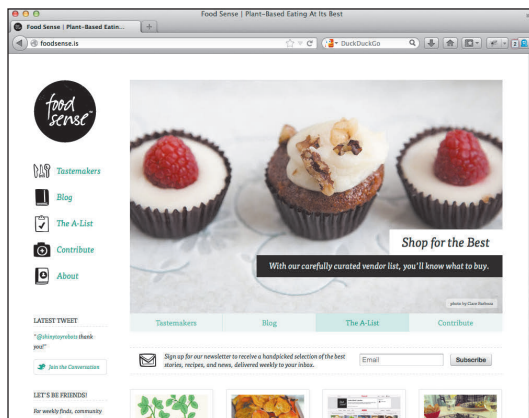 Food Sense | Plant-Based Eating At Its Best
Food Sense | Plant-Based Eatin...
foodsense.is
DuckDuckGo
food
sense
Tastemakers
Blog
The A-List
Contribute
About
Shop for the Best
With our carefully curated vendor list, you'll know what to buy.
photo by Clare Barboza
Tastemakers
Blog
The A-List
Contribute
LATEST TWEET
"@shinytoyrobots thank
you!"
Join the Conversation
Sign up for our newsletter to receive a handpicked selection of the best
stories, recipes, and news, delivered weekly to your inbox.
Email
Subscribe
LET'S BE FRIENDS!
For weekly finds, community